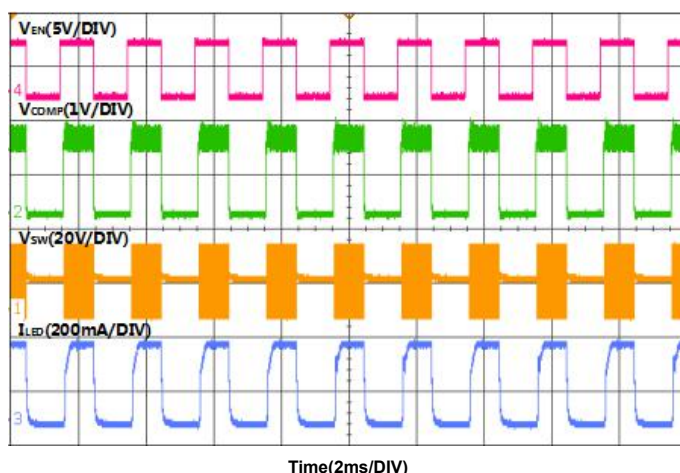 VEN(5V/DIV)
4
VCOMP(1V/DIV)
2
VSW(20V/DIV)
1
ILED(200mA/DIV)
3
Time(2ms/DIV)